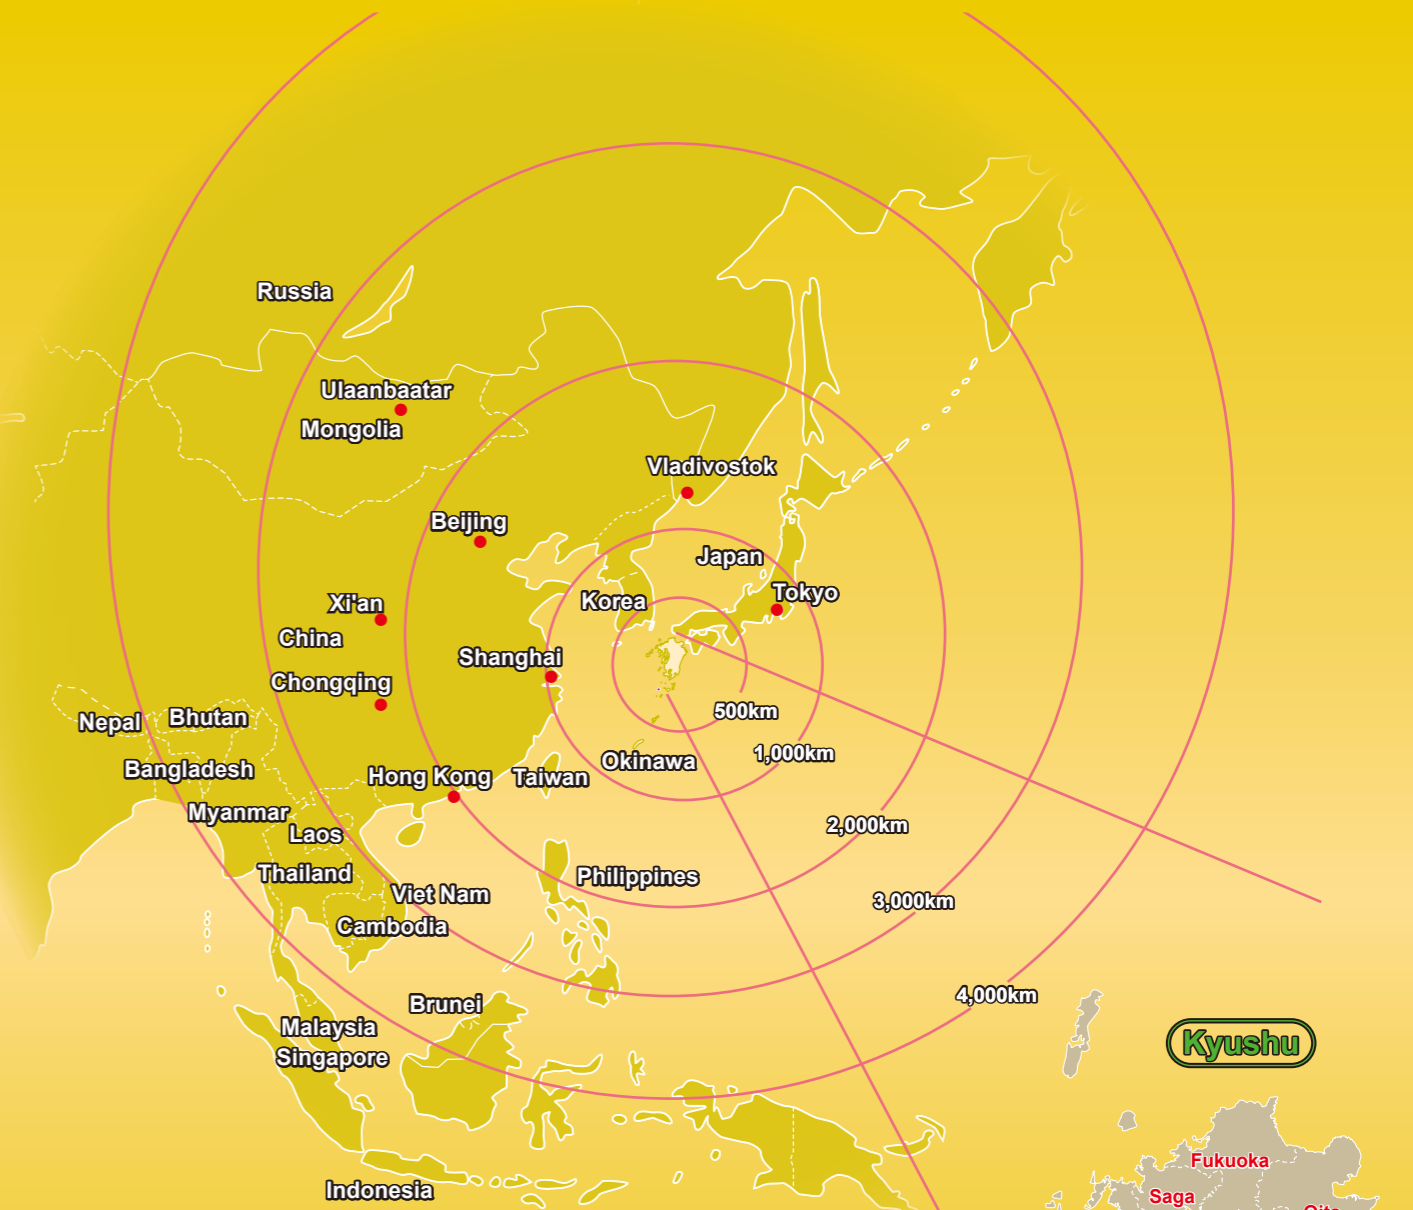 Russia
Ulaanbaatar
Mongolia
Vladivostok
Beijing
Japan
Tokyo
Korea
Xi'an
China
Shanghai
Chongqing
500km
Nepal
Bhutan
1,000km
Okinawa
Bangladesh
Hong Kong
Taiwan
Myanmar
2,000km
Laos
Thailand
Philippines
Viet Nam
3,000km
Cambodia
4,000km
Brunei
Malaysia
Kyushu
Singapore
Fukuoka
Indonesia
Saga